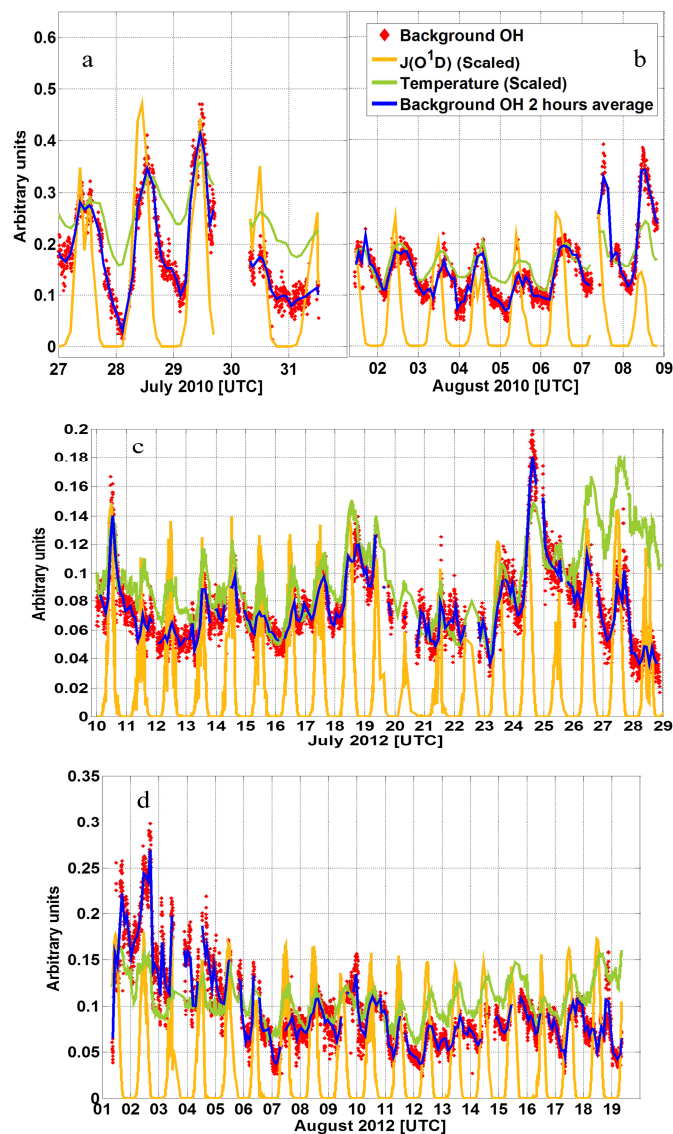 0.6
0.5
0.4
0.3
0.2
0.1
0
Arbitrary units
a
27 28 29 30 31
July 2010 [UTC]
Background OH
J(O¹D) (Scaled)
Temperature (Scaled)
Background OH 2 hours average
b
02 03 04 05 06 07 08 09
August 2010 [UTC]
0.2
0.18
0.16
0.14
0.12
0.1
0.08
0.06
0.04
0.02
0
Arbitrary units
c
10 11 12 13 14 15 16 17 18 19 20 21 22 23 24 25 26 27 28 29
July 2012 [UTC]
0.35
0.3
0.25
0.2
0.15
0.1
0.05
0
Arbitrary units
d
01 02 03 04 05 06 07 08 09 10 11 12 13 14 15 16 17 18 19
August 2012 [UTC]